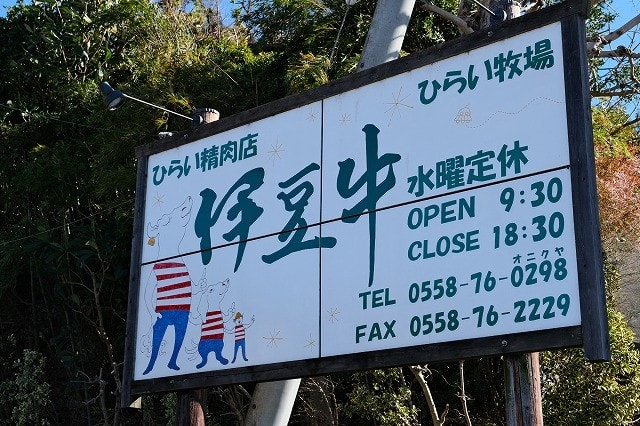 ひらい牧場
ひらい精肉店
伊豆牛
水曜定休
OPEN 9:30
CLOSE 18:30
オニクヤ
TEL 0558-76-0298
FAX 0558-76-2229